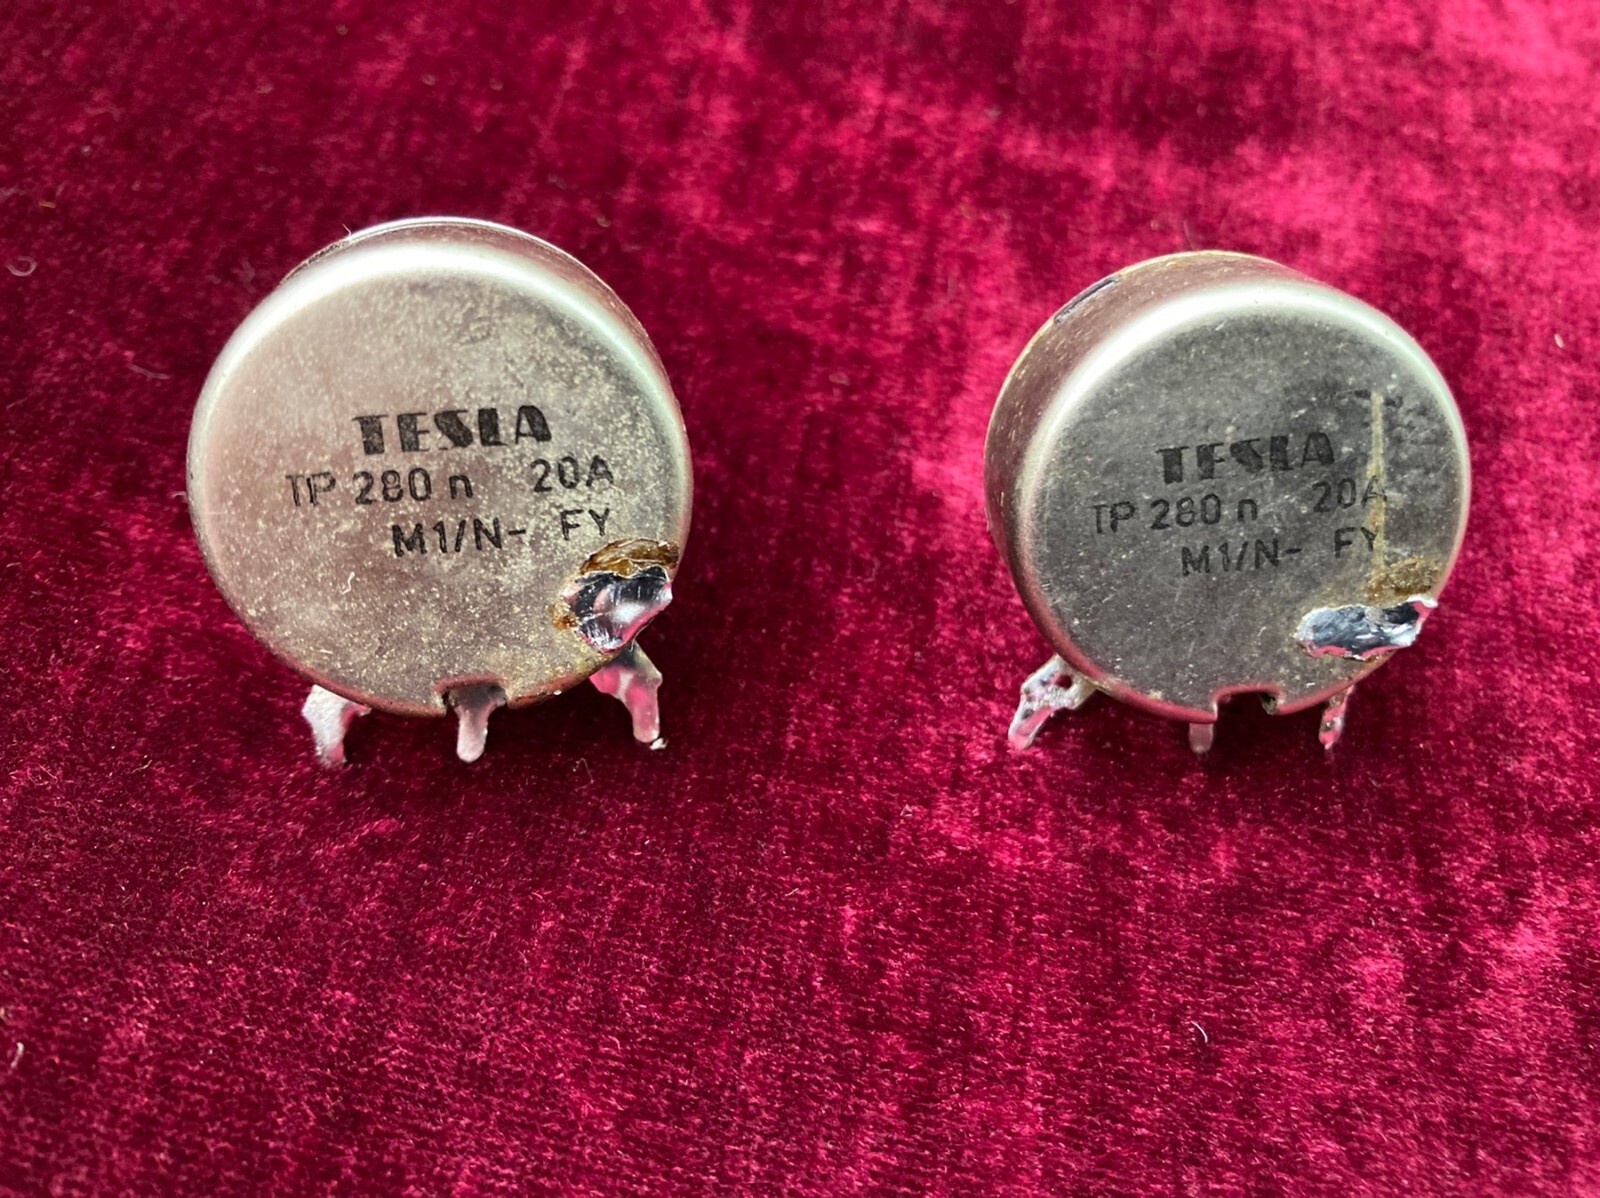 TESLA
TP 280 n 20A
M1/N- FY
TESLA
TP 280 n 20A
M1/N- FY